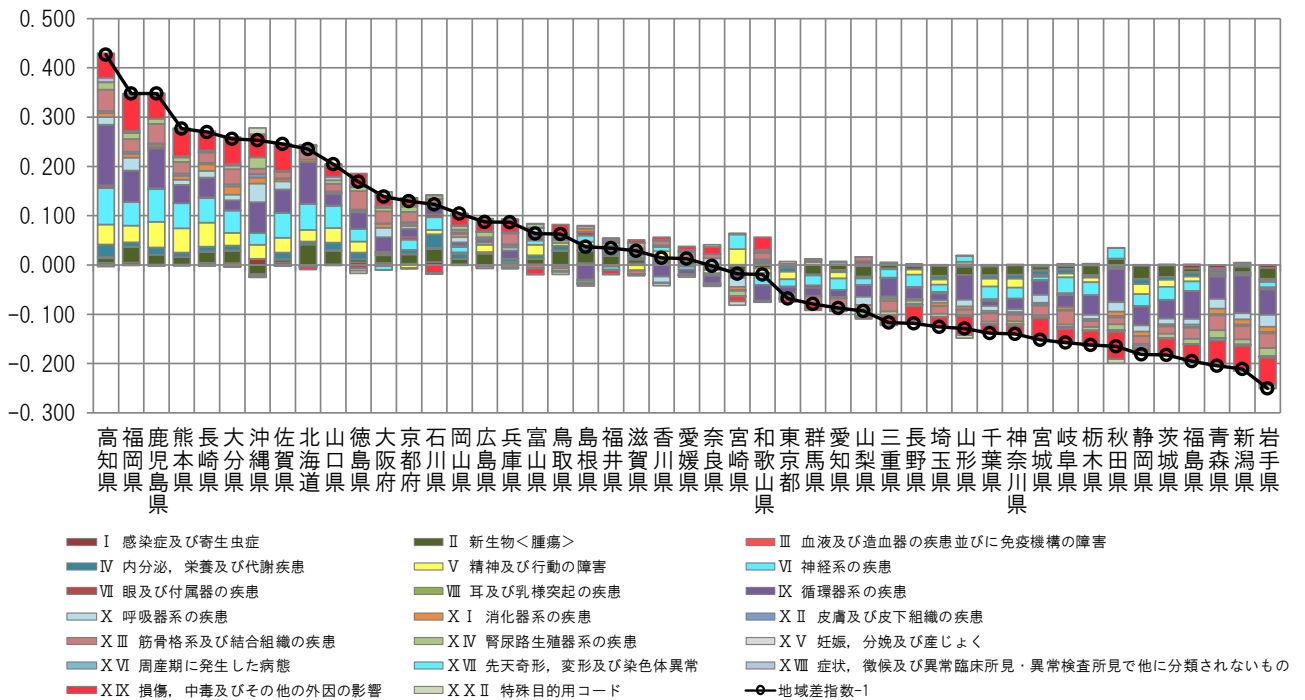 0.500
0.400
0.300
0.200
0.100
0.000
-0.100
-0.200
-0.300
高知県
福岡県
鹿児島県
熊本県
長崎県
大分県
沖縄県
佐賀県
北海道
山口県
徳島県
大阪府
京都府
石川県
岡山県
広島県
兵庫県
富山県
鳥取県
島根県
福井県
滋賀県
香川県
愛媛県
奈良県
宮崎県
和歌山県
東京都
群馬県
愛知県
山梨県
三重県
長野県
埼玉県
山形県
千葉県
神奈川県
宮城県
岐阜県
栃木県
秋田県
静岡県
茨城県
福島県
青森県
新潟県
岩手県
Ⅰ 感染症及び寄生虫症
Ⅱ 新生物<腫瘍>
Ⅲ 血液及び造血器の疾患並びに免疫機構の障害
Ⅳ 内分泌，栄養及び代謝疾患
Ⅴ 精神及び行動の障害
Ⅵ 神経系の疾患
Ⅶ 眼及び付属器の疾患
Ⅷ 耳及び乳様突起の疾患
Ⅸ 循環器系の疾患
Ⅹ 呼吸器系の疾患
ⅩⅠ 消化器系の疾患
ⅩⅡ 皮膚及び皮下組織の疾患
ⅩⅢ 筋骨格系及び結合組織の疾患
ⅩⅣ 腎尿路生殖器系の疾患
ⅩⅤ 妊娠，分娩及び産じょく
ⅩⅥ 周産期に発生した病態
ⅩⅦ 先天奇形，変形及び染色体異常
ⅩⅧ 症状，徴候及び異常臨床所見・異常検査所見で他に分類されないもの
ⅩⅨ 損傷，中毒及びその他の外因の影響
ⅩⅩⅡ 特殊目的用コード
地域差指数-1